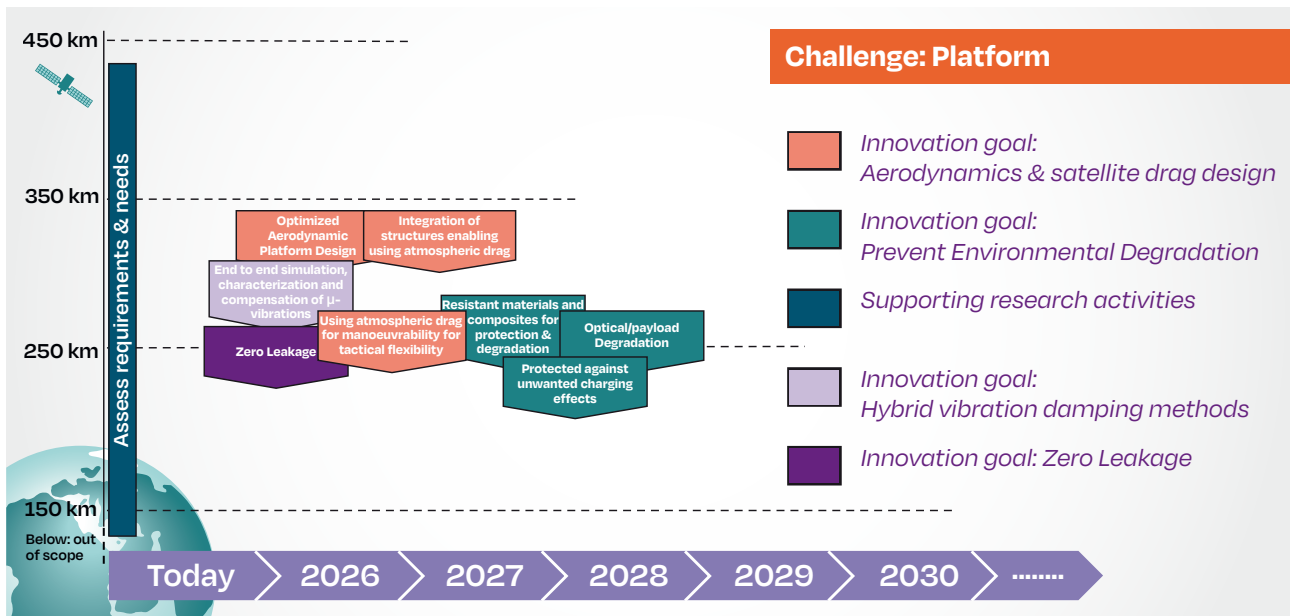 450 km
350 km
250 km
150 km
Below: out
of scope
Assess requirements & needs
Optimized
Aerodynamic
Platform Design
Integration of
structures enabling
using atmospheric drag
End to end simulation,
characterization and
compensation of µ-
vibrations
Zero Leakage
Using atmospheric drag
for manoeuvrability for
tactical flexibility
Resistant materials and
composites for
protection &
degradation
Optical/payload
Degradation
Protected against
unwanted charging
effects
Challenge: Platform
Innovation goal:
Aerodynamics & satellite drag design
Innovation goal:
Prevent Environmental Degradation
Supporting research activities
Innovation goal:
Hybrid vibration damping methods
Innovation goal: Zero Leakage
Today
2026
2027
2028
2029
2030
........